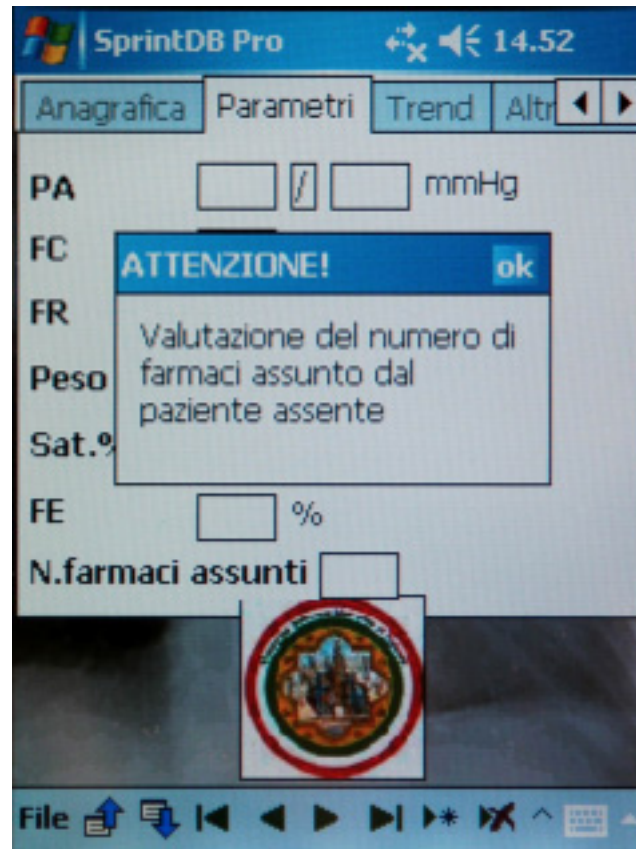 SprintDB Pro 14.52
Anagrafica Parametri Trend Altr
PA / mmHg
FC
ATTENZIONE! ok
FR
Valutazione del numero di
farmaci assunto dal
paziente assente
Peso
Sat.%
FE %
N.farmaci assunti
File